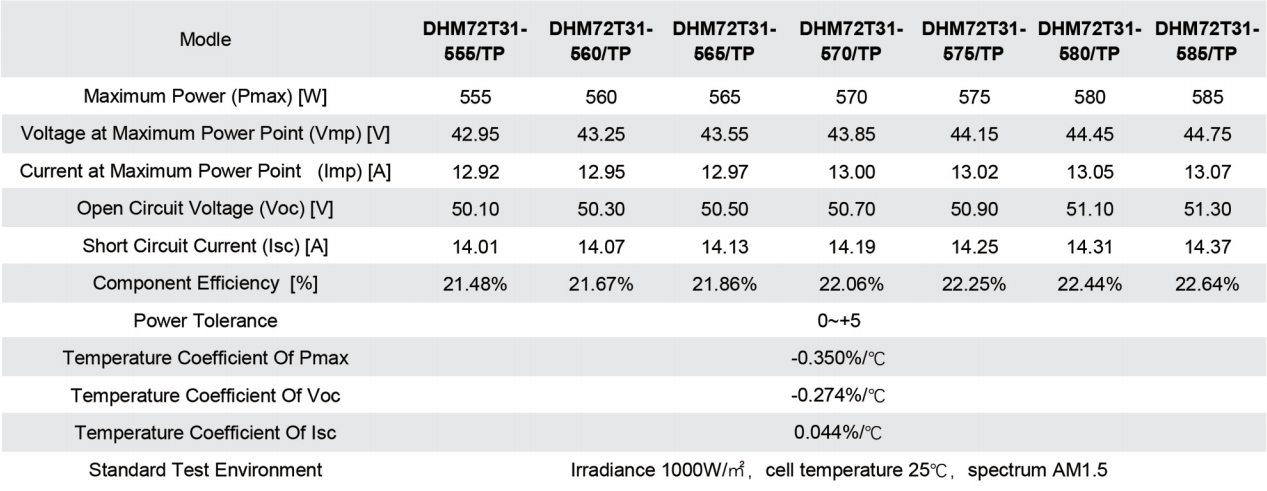 Modle DHM72T31-555/TP DHM72T31-560/TP DHM72T31-565/TP DHM72T31-570/TP DHM72T31-575/TP DHM72T31-580/TP DHM72T31-585/TP
Maximum Power (Pmax) [W] 555 560 565 570 575 580 585
Voltage at Maximum Power Point (Vmp) [V] 42.95 43.25 43.55 43.85 44.15 44.45 44.75
Current at Maximum Power Point (Imp) [A] 12.92 12.95 12.97 13.00 13.02 13.05 13.07
Open Circuit Voltage (Voc) [V] 50.10 50.30 50.50 50.70 50.90 51.10 51.30
Short Circuit Current (Isc) [A] 14.01 14.07 14.13 14.19 14.25 14.31 14.37
Component Efficiency [%] 21.48% 21.67% 21.86% 22.06% 22.25% 22.44% 22.64%
Power Tolerance 0~+5
Temperature Coefficient Of Pmax -0.350%/℃
Temperature Coefficient Of Voc -0.274%/℃
Temperature Coefficient Of Isc 0.044%/℃
Standard Test Environment Irradiance 1000W/㎡, cell temperature 25℃, spectrum AM1.5